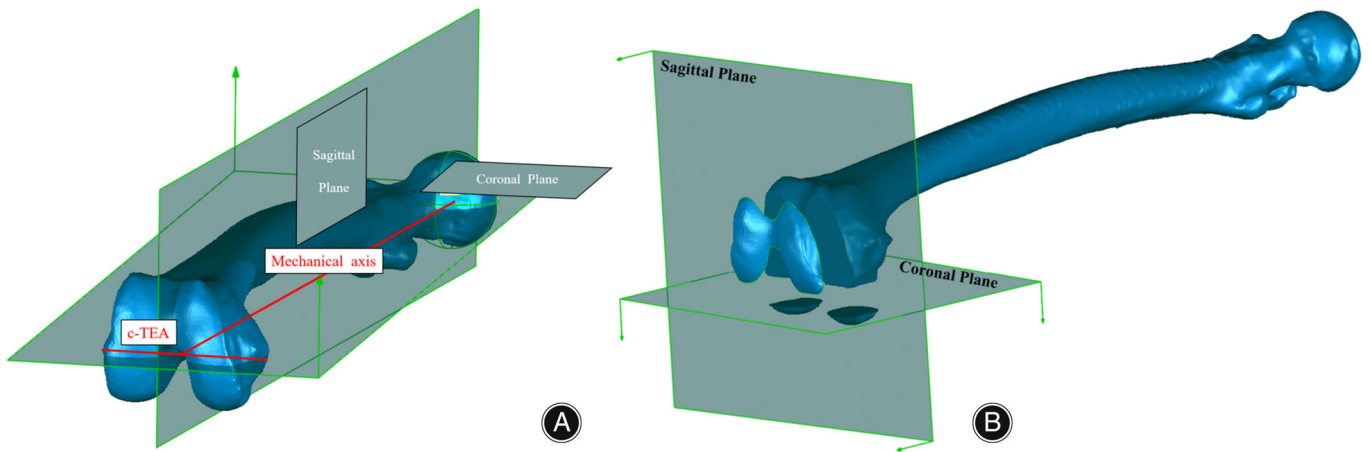 Sagittal
Plane
Coronal Plane
Mechanical axis
c-TEA
A
Sagittal Plane
Coronal Plane
B